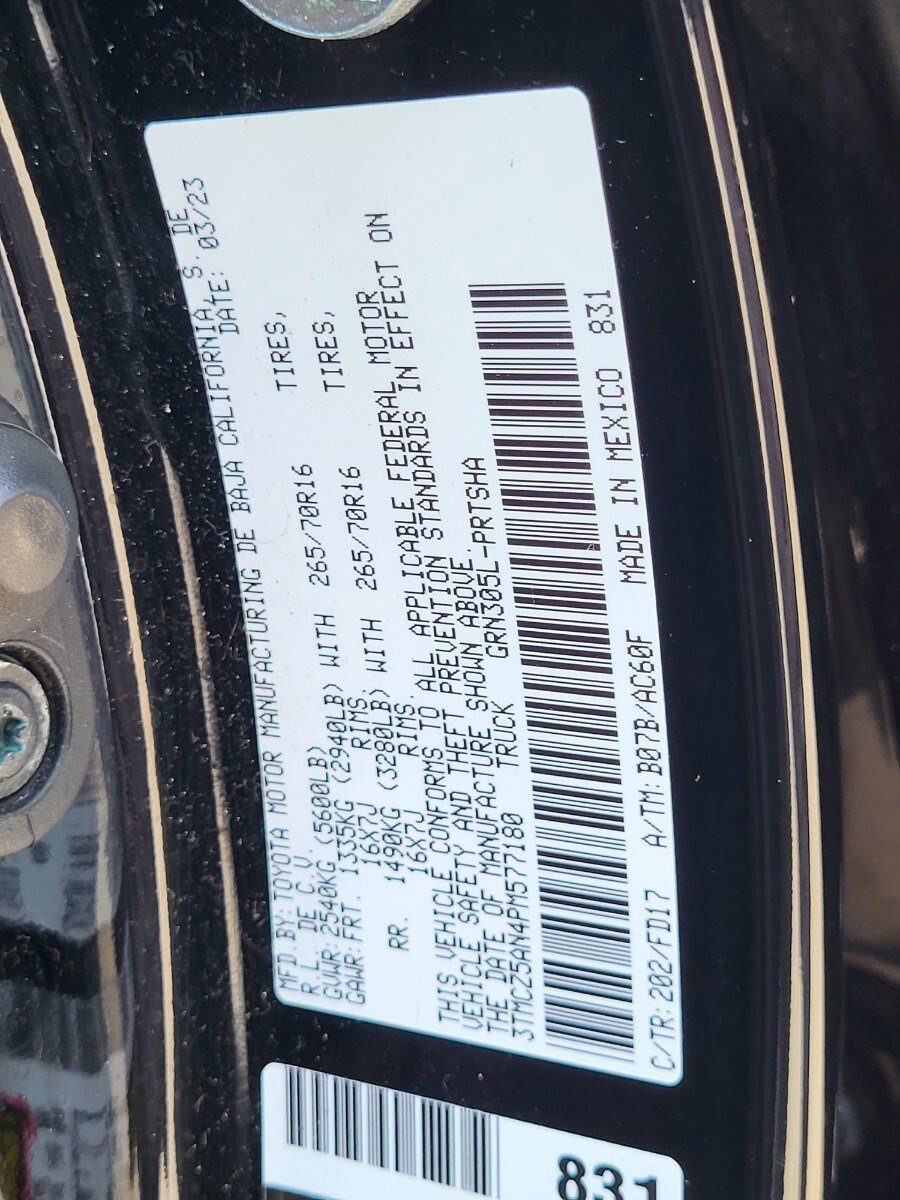 MFD. BY: TOYOTA MOTOR MANUFACTURING DE BAJA CALIFORNIA, S. DE
R.L. DE C.V. DATE: 03/23
GVWR: 2540KG (5600LB)
GAWR: FRT. 1335KG (2940LB) WITH 265/70R16 TIRES,
16X7J RIMS.
RR. 1490KG (3280LB) WITH 265/70R16 TIRES,
16X7J RIMS.
THIS VEHICLE CONFORMS TO ALL APPLICABLE FEDERAL MOTOR
VEHICLE SAFETY AND THEFT PREVENTION STANDARDS IN EFFECT ON
THE DATE OF MANUFACTURE SHOWN ABOVE.
3TMCZ5AN4PM577180 TRUCK GRN305L-PRTSHA
C/TR: 202/FD17 A/TM: B07B/AC60F MADE IN MEXICO 831
831